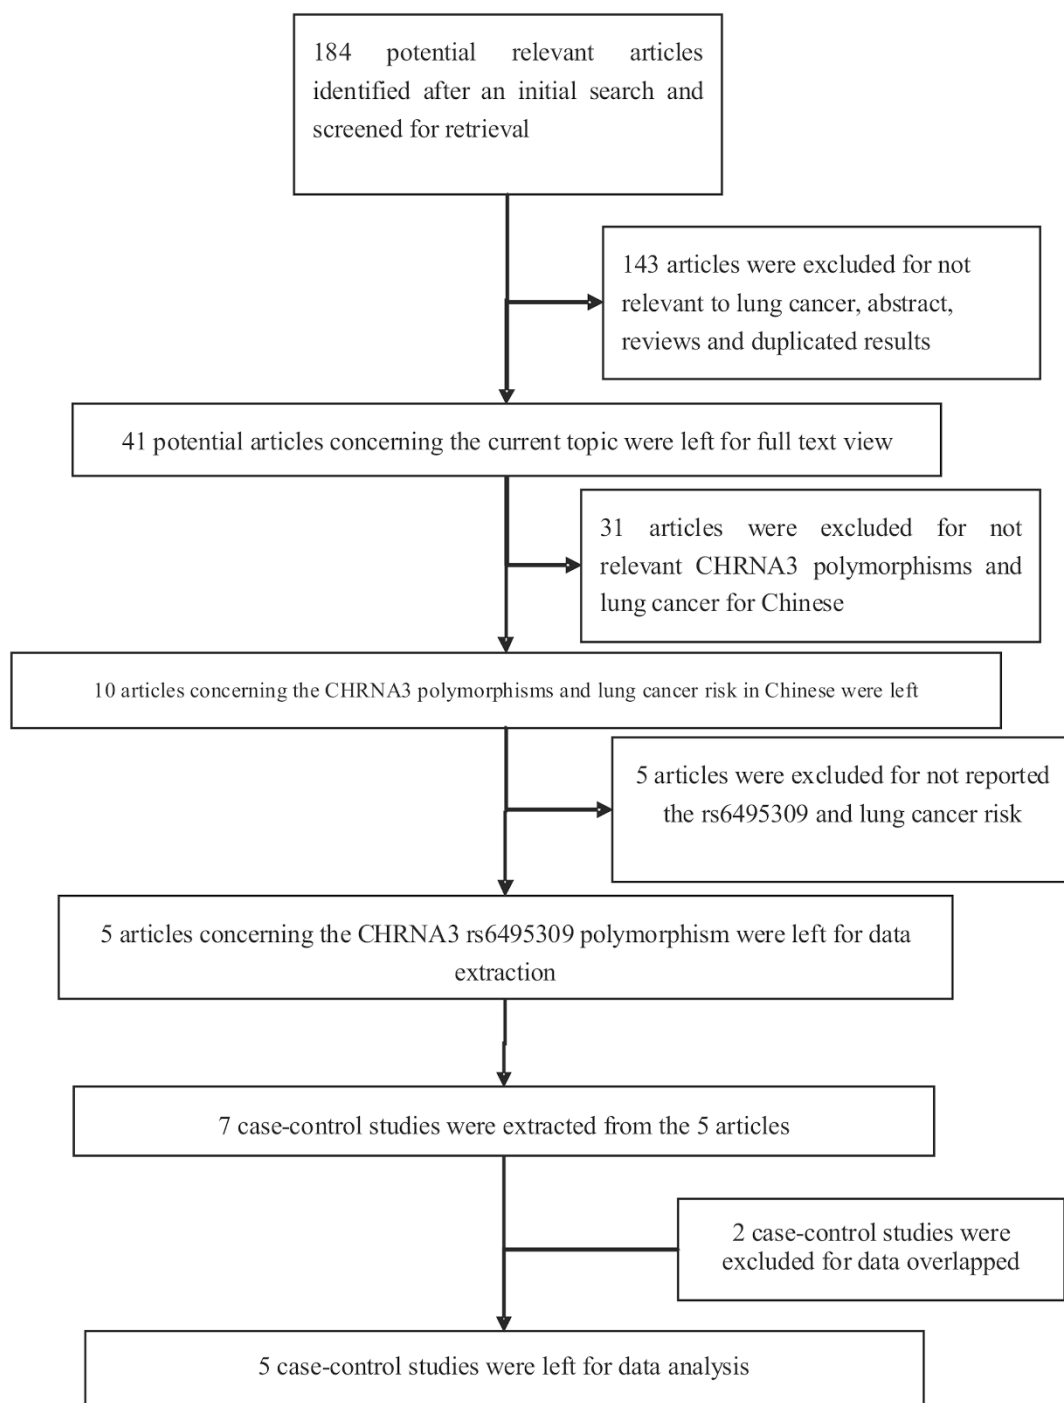 184 potential relevant articles
identified after an initial search and
screened for retrieval
143 articles were excluded for not
relevant to lung cancer, abstract,
reviews and duplicated results
41 potential articles concerning the current topic were left for full text view
31 articles were excluded for not
relevant CHRNA3 polymorphisms and
lung cancer for Chinese
10 articles concerning the CHRNA3 polymorphisms and lung cancer risk in Chinese were left
5 articles were excluded for not reported
the rs6495309 and lung cancer risk
5 articles concerning the CHRNA3 rs6495309 polymorphism were left for data
extraction
7 case-control studies were extracted from the 5 articles
2 case-control studies were
excluded for data overlapped
5 case-control studies were left for data analysis